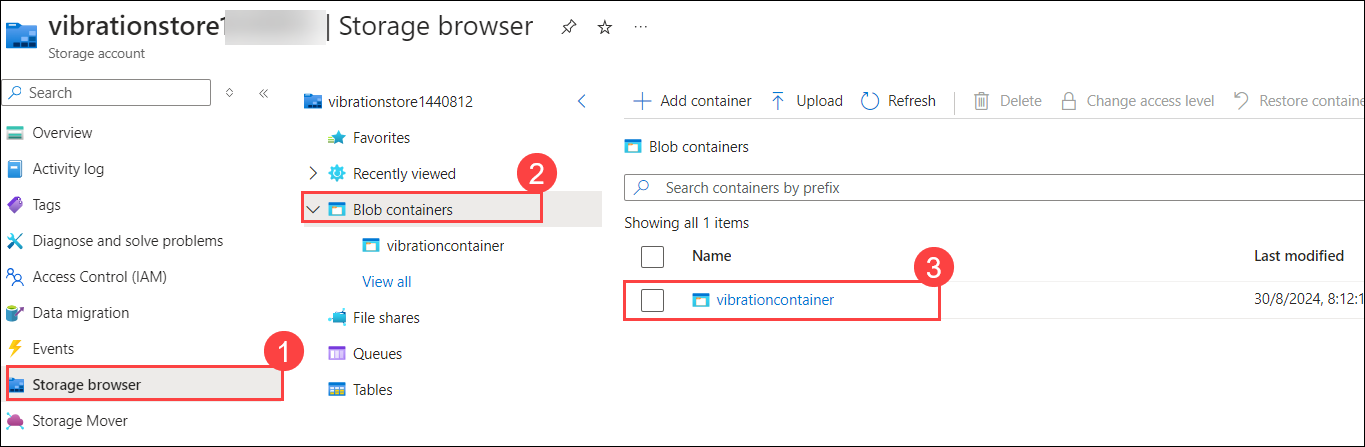 vibrationstore1 | Storage browser
Storage account
Search
Overview
Activity log
Tags
Diagnose and solve problems
Access Control (IAM)
Data migration
Events
1
Storage browser
Storage Mover
vibrationstore1440812
Favorites
Recently viewed
2
Blob containers
vibrationcontainer
View all
File shares
Queues
Tables
Add container Upload Refresh Delete Change access level Restore containe
Blob containers
Search containers by prefix
Showing all 1 items
Name Last modified
3
vibrationcontainer 30/8/2024, 8:12:1